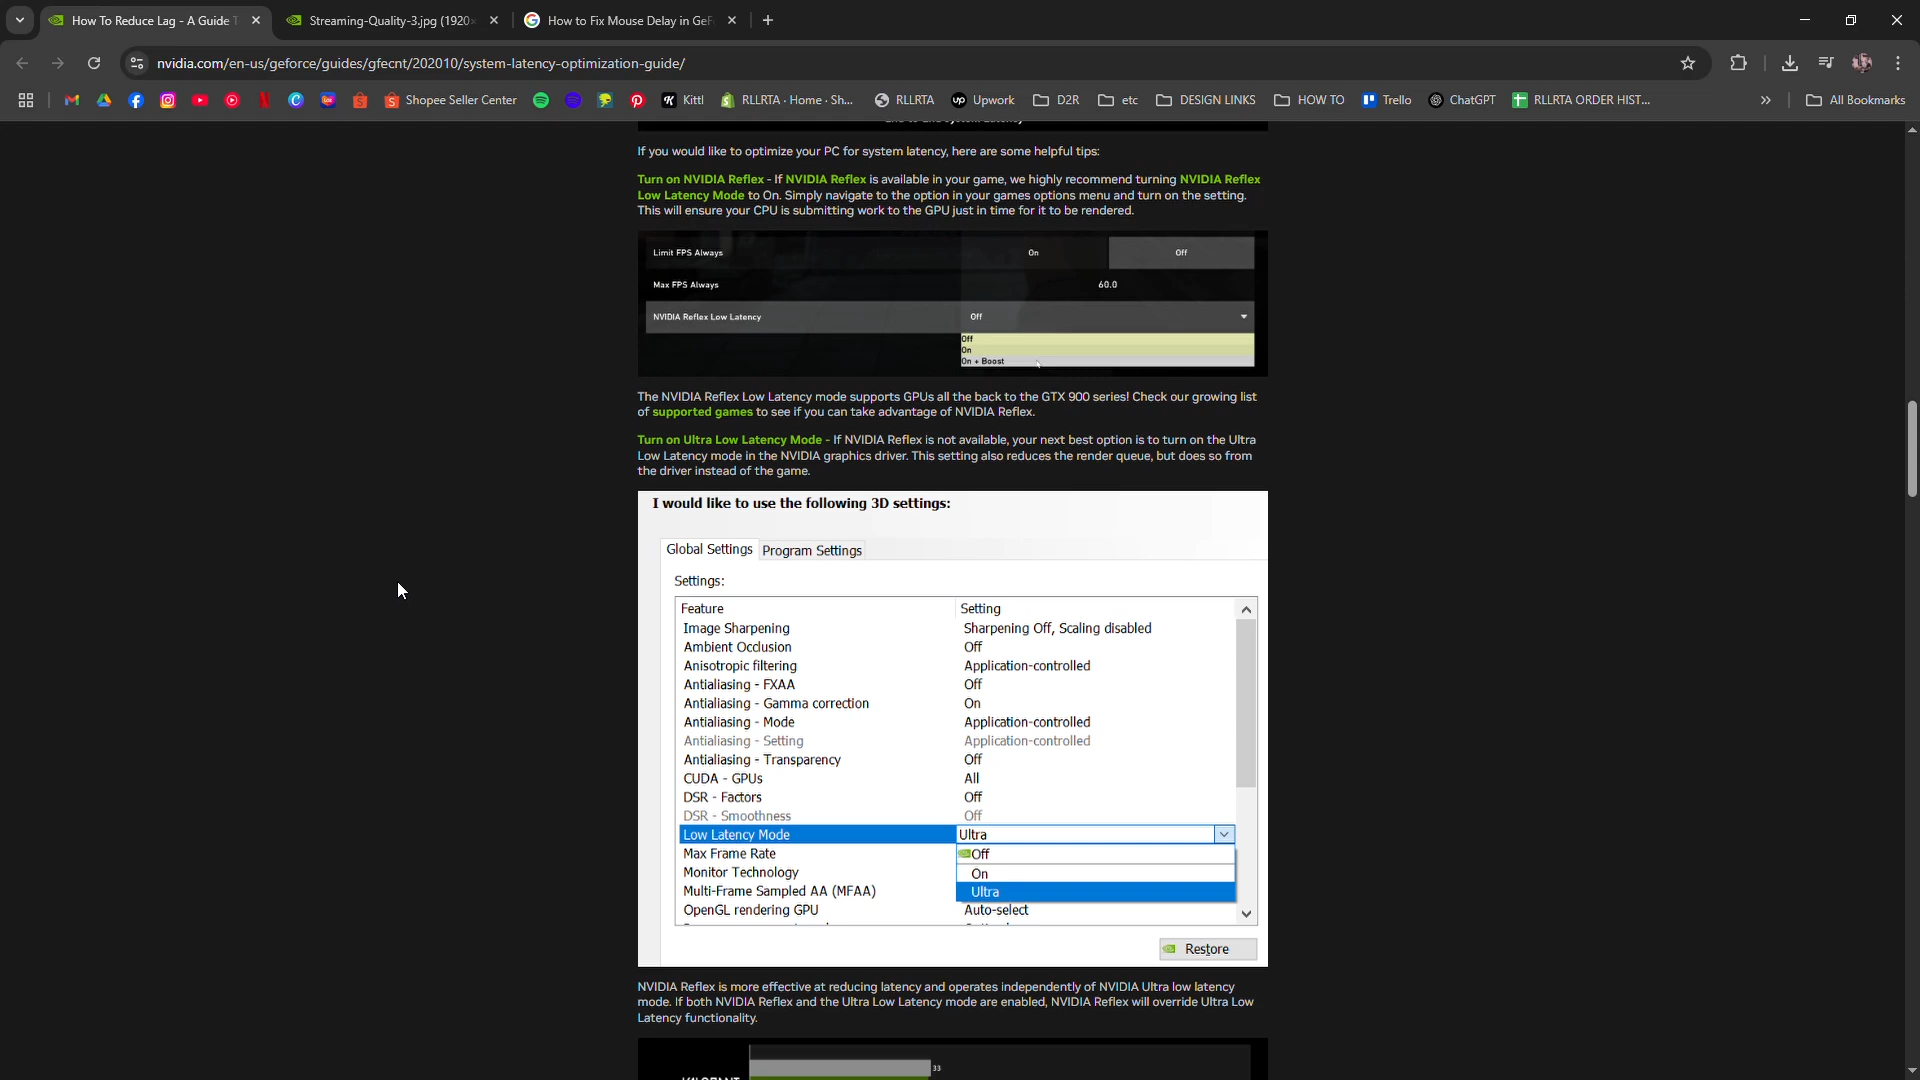 How To Reduce Lag - A Guide T
Streaming-Quality-3.jpg (1920×
How to Fix Mouse Delay in GeF
nvidia.com/en-us/geforce/guides/gfecnt/202010/system-latency-optimization-guide/
Shopee Seller Center
Kittl
RLLRTA · Home · Sh...
RLLRTA
Upwork
D2R
etc
DESIGN LINKS
HOW TO
Trello
ChatGPT
RLLRTA ORDER HIST...
»
All Bookmarks
If you would like to optimize your PC for system latency, here are some helpful tips:
Turn on NVIDIA Reflex - If NVIDIA Reflex is available in your game, we highly recommend turning NVIDIA Reflex
Low Latency Mode to On. Simply navigate to the option in your games options menu and turn on the setting.
This will ensure your CPU is submitting work to the GPU just in time for it to be rendered.
Limit FPS Always On Off
Max FPS Always 60.0
NVIDIA Reflex Low Latency Off
Off
On
On + Boost
The NVIDIA Reflex Low Latency mode supports GPUs all the back to the GTX 900 series! Check our growing list
of supported games to see if you can take advantage of NVIDIA Reflex.
Turn on Ultra Low Latency Mode - If NVIDIA Reflex is not available, your next best option is to turn on the Ultra
Low Latency mode in the NVIDIA graphics driver. This setting also reduces the render queue, but does so from
the driver instead of the game.
I would like to use the following 3D settings:
Global Settings Program Settings
Settings:
Feature Setting
Image Sharpening Sharpening Off, Scaling disabled
Ambient Occlusion Off
Anisotropic filtering Application-controlled
Antialiasing - FXAA Off
Antialiasing - Gamma correction On
Antialiasing - Mode Application-controlled
Antialiasing - Setting Application-controlled
Antialiasing - Transparency Off
CUDA - GPUs All
DSR - Factors Off
DSR - Smoothness Off
Low Latency Mode Ultra
Max Frame Rate Off
Monitor Technology On
Multi-Frame Sampled AA (MFAA) Ultra
OpenGL rendering GPU Auto-select
Restore
NVIDIA Reflex is more effective at reducing latency and operates independently of NVIDIA Ultra low latency
mode. If both NVIDIA Reflex and the Ultra Low Latency mode are enabled, NVIDIA Reflex will override Ultra Low
Latency functionality.
33